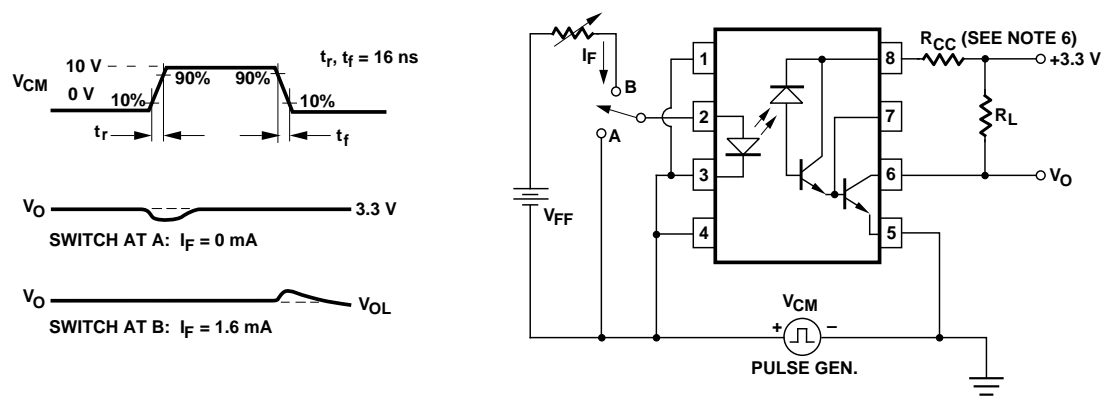 V_CM
10 V
0 V
10%
90%
90%
10%
t_r, t_f = 16 ns
t_r
t_f
V_O
3.3 V
SWITCH AT A: I_F = 0 mA
V_O
V_OL
SWITCH AT B: I_F = 1.6 mA
I_F
B
A
V_FF
1
2
3
4
8
7
6
5
R_CC (SEE NOTE 6)
+3.3 V
R_L
V_O
V_CM
+
–
PULSE GEN.